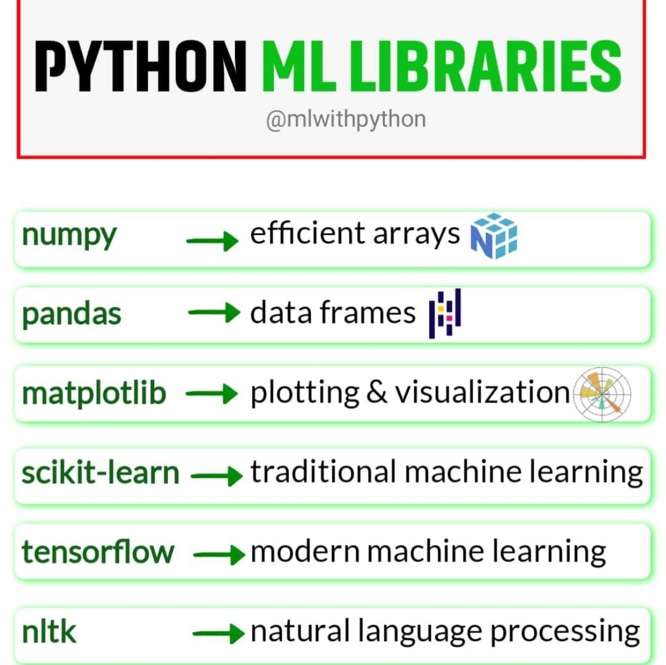 PYTHON ML LIBRARIES
@mlwithpython
numpy → efficient arrays
pandas → data frames
matplotlib → plotting & visualization
scikit-learn → traditional machine learning
tensorflow → modern machine learning
nltk → natural language processing